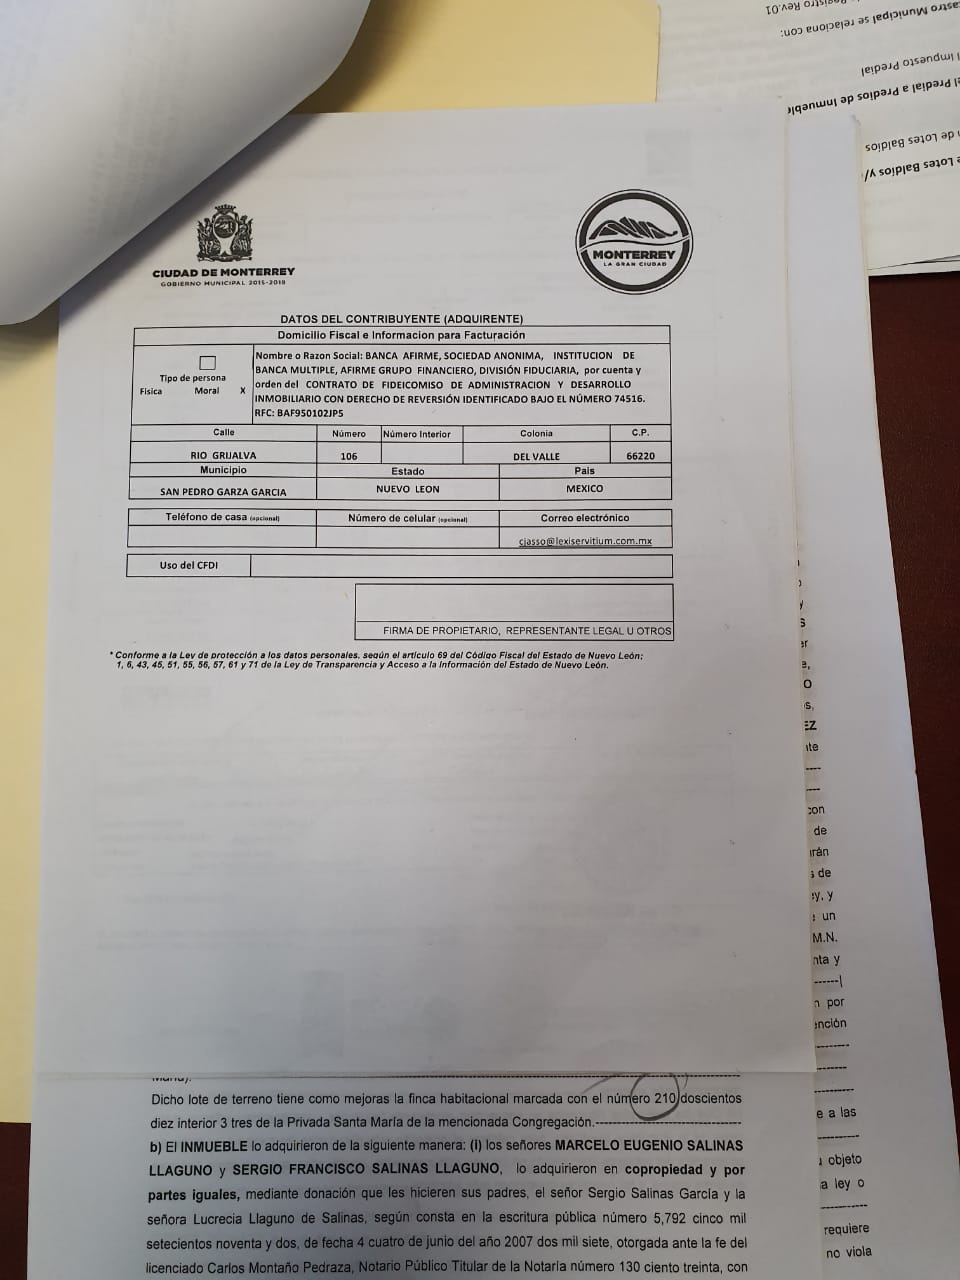 Registro Rev.01
Catastro Municipal se relaciona con:
Impuesto Predial
Predial a Predios de
de Lotes Baldíos
Lotes Baldíos y/
CIUDAD DE MONTERREY
GOBIERNO MUNICIPAL 2015-2018
MONTERREY
LA GRAN CIUDAD
DATOS DEL CONTRIBUYENTE (ADQUIRENTE)
Domicilio Fiscal e Informacion para Facturación
Tipo de persona
Fisica Moral X
Nombre o Razon Social: BANCA AFIRME, SOCIEDAD ANONIMA, INSTITUCION DE
BANCA MULTIPLE, AFIRME GRUPO FINANCIERO, DIVISIÓN FIDUCIARIA, por cuenta y
orden del CONTRATO DE FIDEICOMISO DE ADMINISTRACION Y DESARROLLO
INMOBILIARIO CON DERECHO DE REVERSIÓN IDENTIFICADO BAJO EL NÚMERO 74516.
RFC: BAF950102JP5
Calle Número Número Interior Colonia C.P.
RIO GRIJALVA 106 DEL VALLE 66220
Municipio Estado Pais
SAN PEDRO GARZA GARCIA NUEVO LEON MEXICO
Teléfono de casa (opcional) Número de celular (opcional) Correo electrónico
cjasso@lexiservitium.com.mx
Uso del CFDI
FIRMA DE PROPIETARIO, REPRESENTANTE LEGAL U OTROS
* Conforme a la Ley de protección a los datos personales, según el artículo 69 del Código Fiscal del Estado de Nuevo León;
1, 6, 43, 45, 51, 55, 56, 57, 61 y 71 de la Ley de Transparencia y Acceso a la Información del Estado de Nuevo León.
Dicho lote de terreno tiene como mejoras la finca habitacional marcada con el número 210 doscientos
diez interior 3 tres de la Privada Santa María de la mencionada Congregación.------------------------------
b) El INMUEBLE lo adquirieron de la siguiente manera: (I) los señores MARCELO EUGENIO SALINAS
LLAGUNO y SERGIO FRANCISCO SALINAS LLAGUNO, lo adquirieron en copropiedad y por
partes iguales, mediante donación que les hicieren sus padres, el señor Sergio Salinas García y la
señora Lucrecia Llaguno de Salinas, según consta en la escritura pública número 5,792 cinco mil
setecientos noventa y dos, de fecha 4 cuatro de junio del año 2007 dos mil siete, otorgada ante la fe del
licenciado Carlos Montaño Pedraza, Notario Público Titular de la Notaría número 130 ciento treinta, con
y
de
y
un
M.N.
y
por
e a las
objeto
a ley o
requiere
no viola